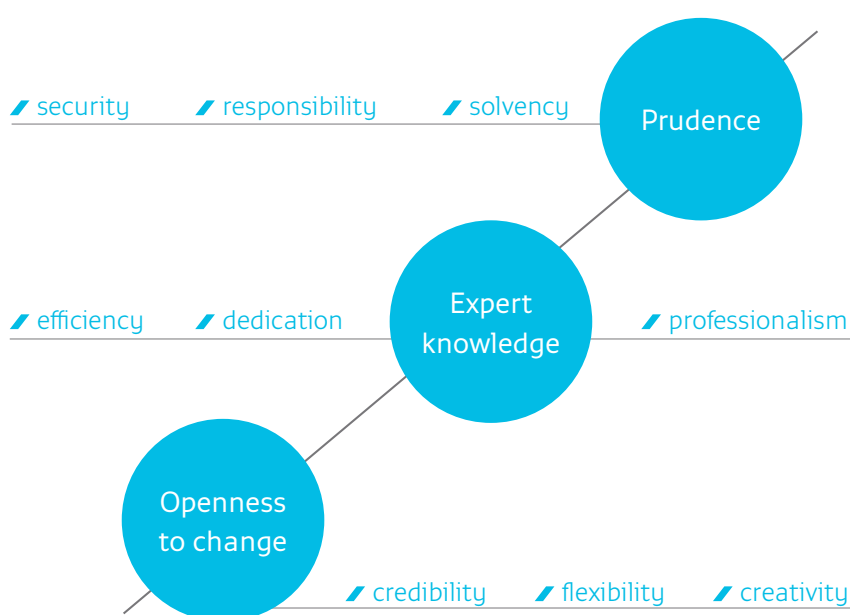 security responsibility solvency
Prudence
efficiency dedication
Expert
knowledge
professionalism
Openness
to change
credibility flexibility creativity